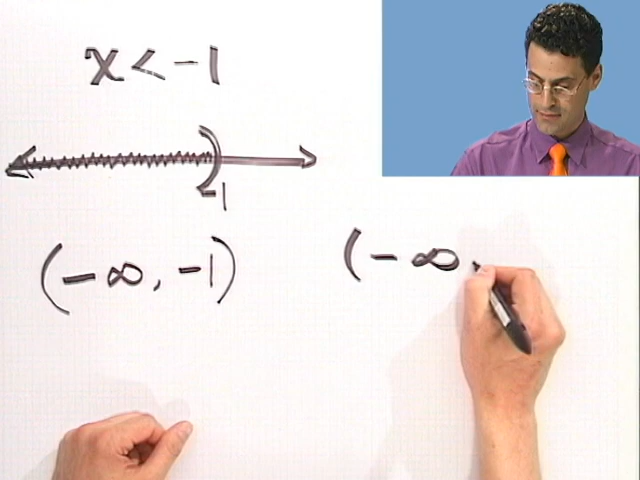 x < -1
-1
(-∞, -1)
(-∞